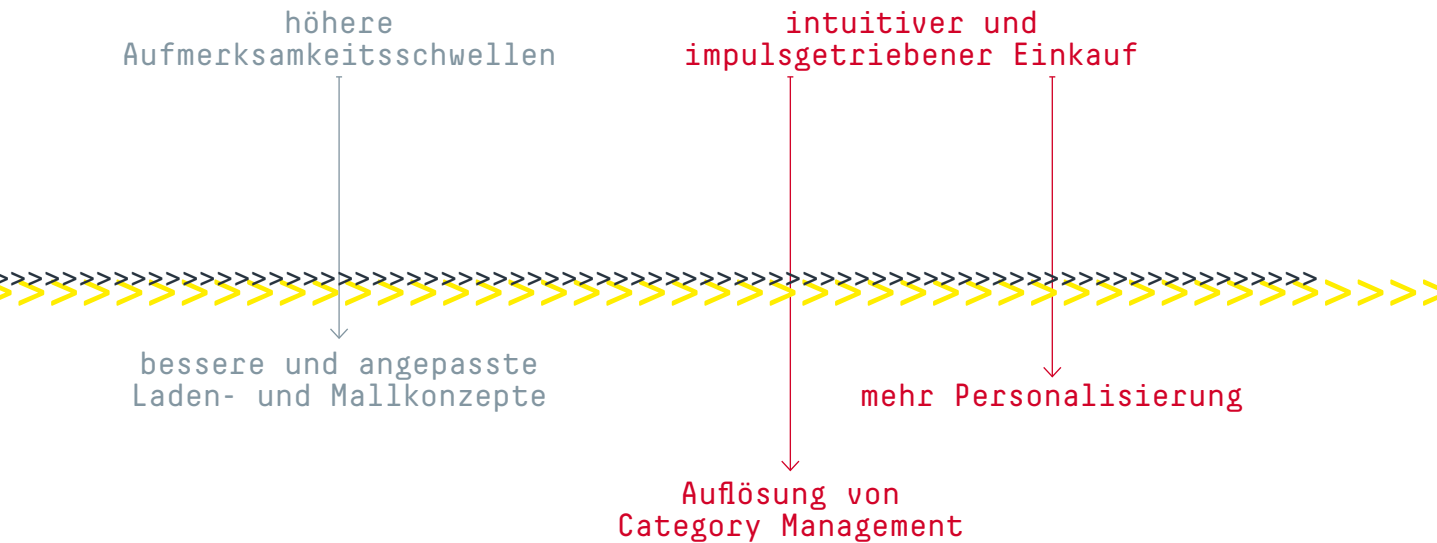 höhere
Aufmerksamkeitsschwellen
intuitiver und
impulsgetriebener Einkauf
bessere und angepasste
Laden- und Mallkonzepte
mehr Personalisierung
Auflösung von
Category Management